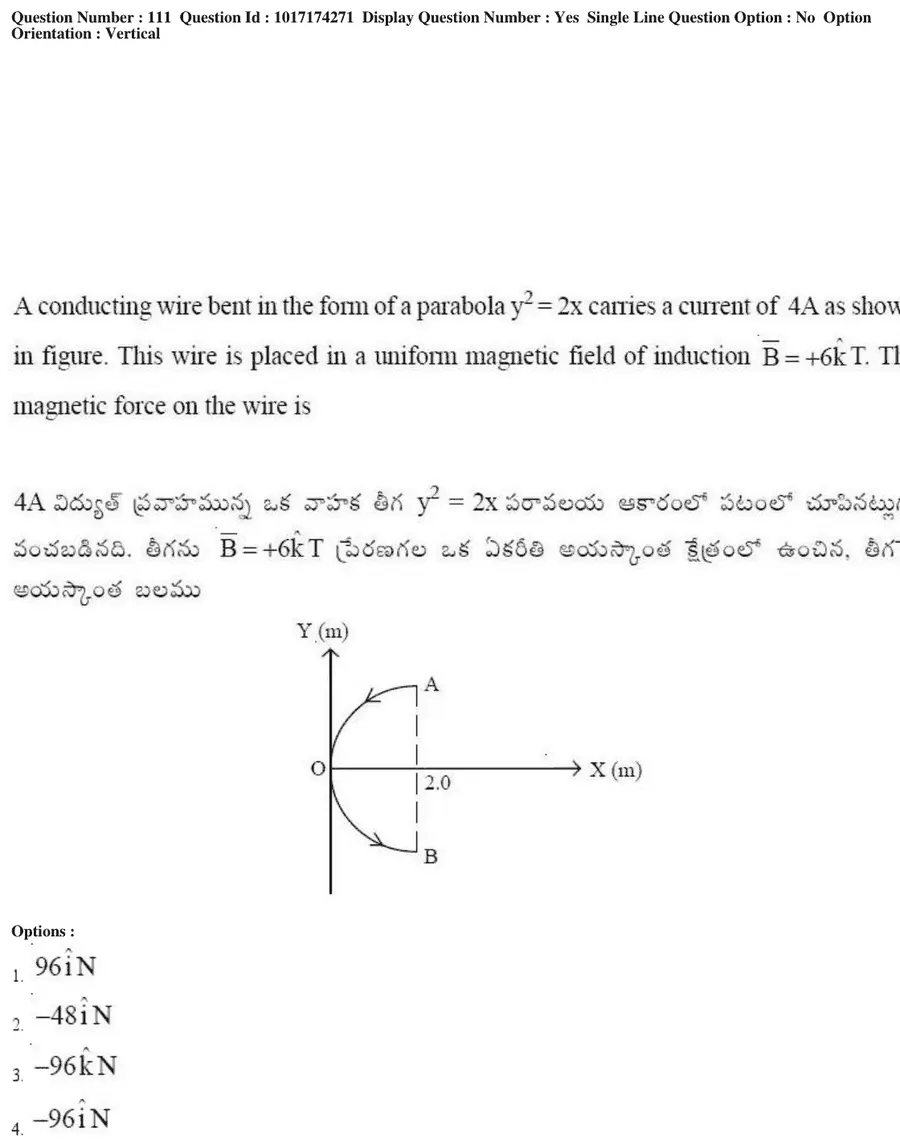 Question Number : 111 Question Id : 1017174271 Display Question Number : Yes Single Line Question Option : No Option
Orientation : Vertical
A conducting wire bent in the form of a parabola y² = 2x carries a current of 4A as show
in figure. This wire is placed in a uniform magnetic field of induction B̅ = +6k̂ T. Th
magnetic force on the wire is
4A విద్యుత్ ప్రవాహమున్న ఒక వాహక తీగ y² = 2x పరావలయ ఆకారంలో పటంలో చూపినట్లుగ
వంచబడినది. తీగను B̅ = +6k̂ T ప్రేరణగల ఒక ఏకరీతి అయస్కాంత క్షేత్రంలో ఉంచిన, తీగ
అయస్కాంత బలము
Y (m)
A
O
2.0
X (m)
B
Options :
1. 96îN
2. −48îN
3. −96k̂N
4. −96îN